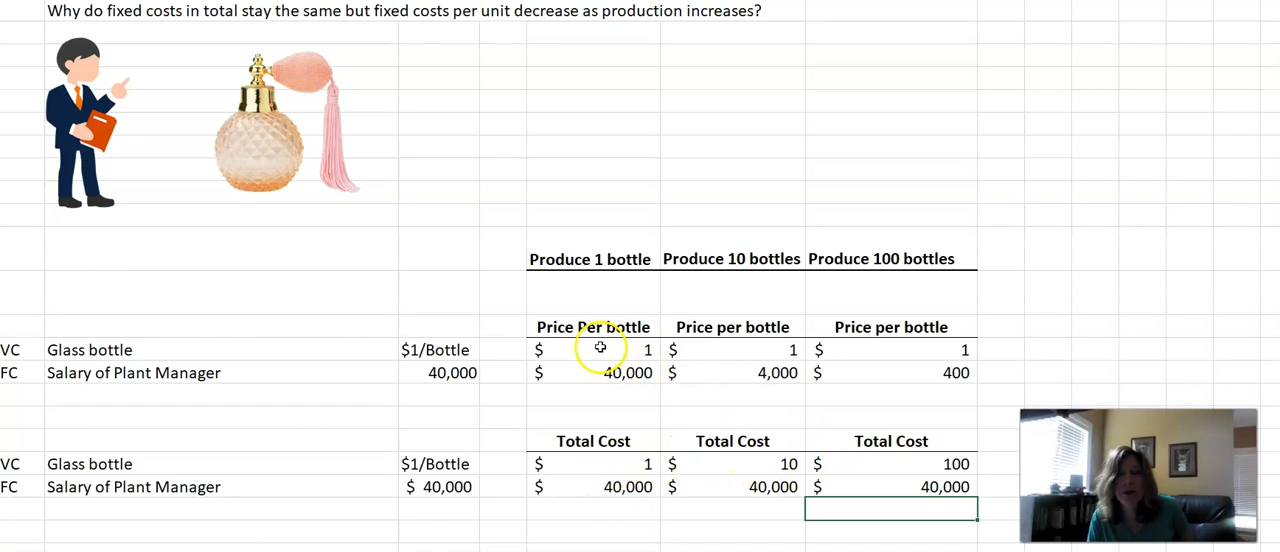 Why do fixed costs in total stay the same but fixed costs per unit decrease as production increases?
Produce 1 bottle Produce 10 bottles Produce 100 bottles
Price Per bottle Price per bottle Price per bottle
VC Glass bottle $1/Bottle $ 1 $ 1 $ 1
FC Salary of Plant Manager 40,000 $ 40,000 $ 4,000 $ 400
Total Cost Total Cost Total Cost
VC Glass bottle $1/Bottle $ 1 $ 10 $ 100
FC Salary of Plant Manager $ 40,000 $ 40,000 $ 40,000 $ 40,000